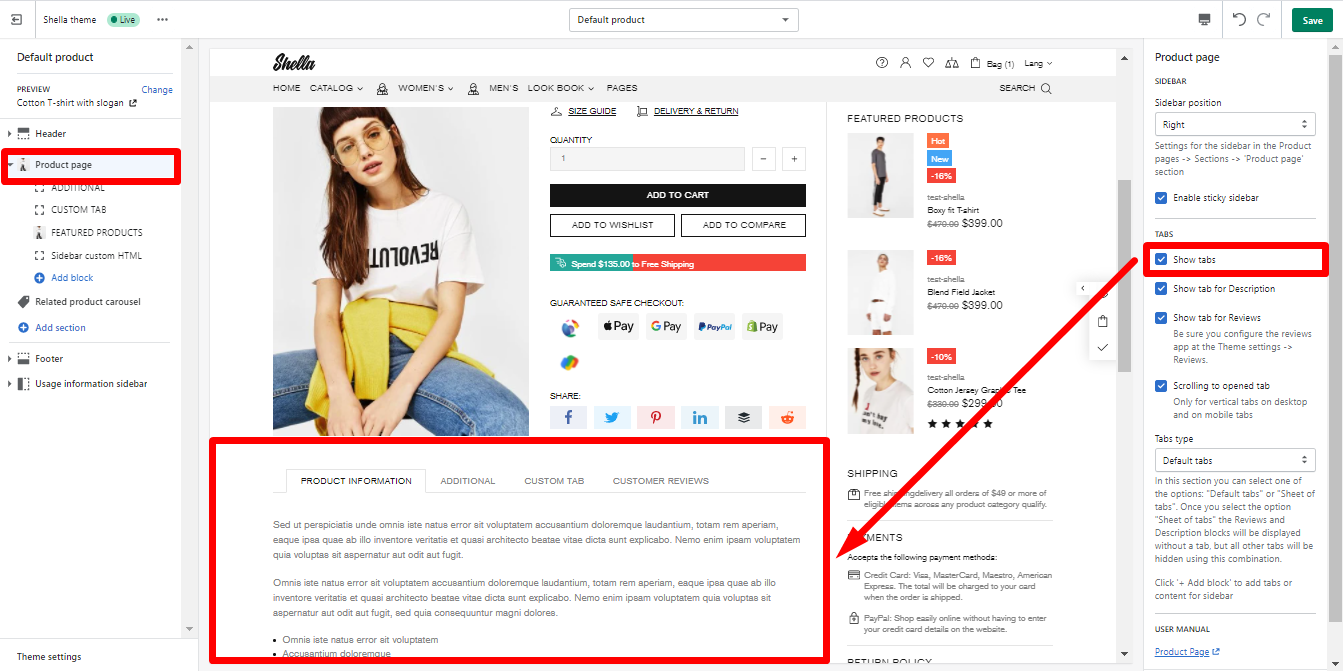 Shella theme
Live
Default product
Save
Default product
PREVIEW
Change
Cotton T-shirt with slogan
Header
Product page
ADDITIONAL
CUSTOM TAB
FEATURED PRODUCTS
Sidebar custom HTML
Add block
Related product carousel
Add section
Footer
Usage information sidebar
Theme settings
Shella
Bag (1)
Lang
HOME
CATALOG
WOMEN'S
MEN'S
LOOK BOOK
PAGES
SEARCH
REVOLUT
SIZE GUIDE
DELIVERY & RETURN
QUANTITY
1
−
+
ADD TO CART
ADD TO WISHLIST
ADD TO COMPARE
Spend $135.00 to Free Shipping
GUARANTEED SAFE CHECKOUT:
Pay
G Pay
PayPal
Pay
SHARE:
PRODUCT INFORMATION
ADDITIONAL
CUSTOM TAB
CUSTOMER REVIEWS
Sed ut perspiciatis unde omnis iste natus error sit voluptatem accusantium doloremque laudantium, totam rem aperiam,
eaque ipsa quae ab illo inventore veritatis et quasi architecto beatae vitae dicta sunt explicabo. Nemo enim ipsam voluptatem
quia voluptas sit aspernatur aut odit aut fugit.
Omnis iste natus error sit voluptatem accusantium doloremque laudantium, totam rem aperiam, eaque ipsa quae ab illo
inventore veritatis et quasi architecto beatae vitae dicta sunt explicabo. Nemo enim ipsam voluptatem quia voluptas sit
aspernatur aut odit aut fugit, sed quia consequuntur magni dolores.
Omnis iste natus error sit voluptatem
Accusantium doloremque
FEATURED PRODUCTS
Hot
New
-16%
test-shella
Boxy fit T-shirt
$470.00 $399.00
-16%
test-shella
Blend Field Jacket
$470.00 $399.00
-10%
test-shella
Cotton Jersey Graphic Tee
$330.00 $299.00
SHIPPING
Free shippingdelivery all orders of $49 or more of
eligible items across any product category qualify.
PAYMENTS
Accepts the following payment methods:
Credit Card: Visa, MasterCard, Maestro, American
Express. The total will be charged to your card
when the order is shipped.
PayPal: Shop easily online without having to enter
your credit card details on the website.
RETURN POLICY
Product page
SIDEBAR
Sidebar position
Right
Settings for the sidebar in the Product
pages -> Sections -> 'Product page'
section
Enable sticky sidebar
TABS
Show tabs
Show tab for Description
Show tab for Reviews
Be sure you configure the reviews
app at the Theme settings ->
Reviews.
Scrolling to opened tab
Only for vertical tabs on desktop
and on mobile tabs
Tabs type
Default tabs
In this section you can select one of
the options: "Default tabs" or "Sheet of
tabs". Once you select the option
"Sheet of tabs" the Reviews and
Description blocks will be displayed
without a tab, but all other tabs will be
hidden using this combination.
Click '+ Add block' to add tabs or
content for sidebar
USER MANUAL
Product Page